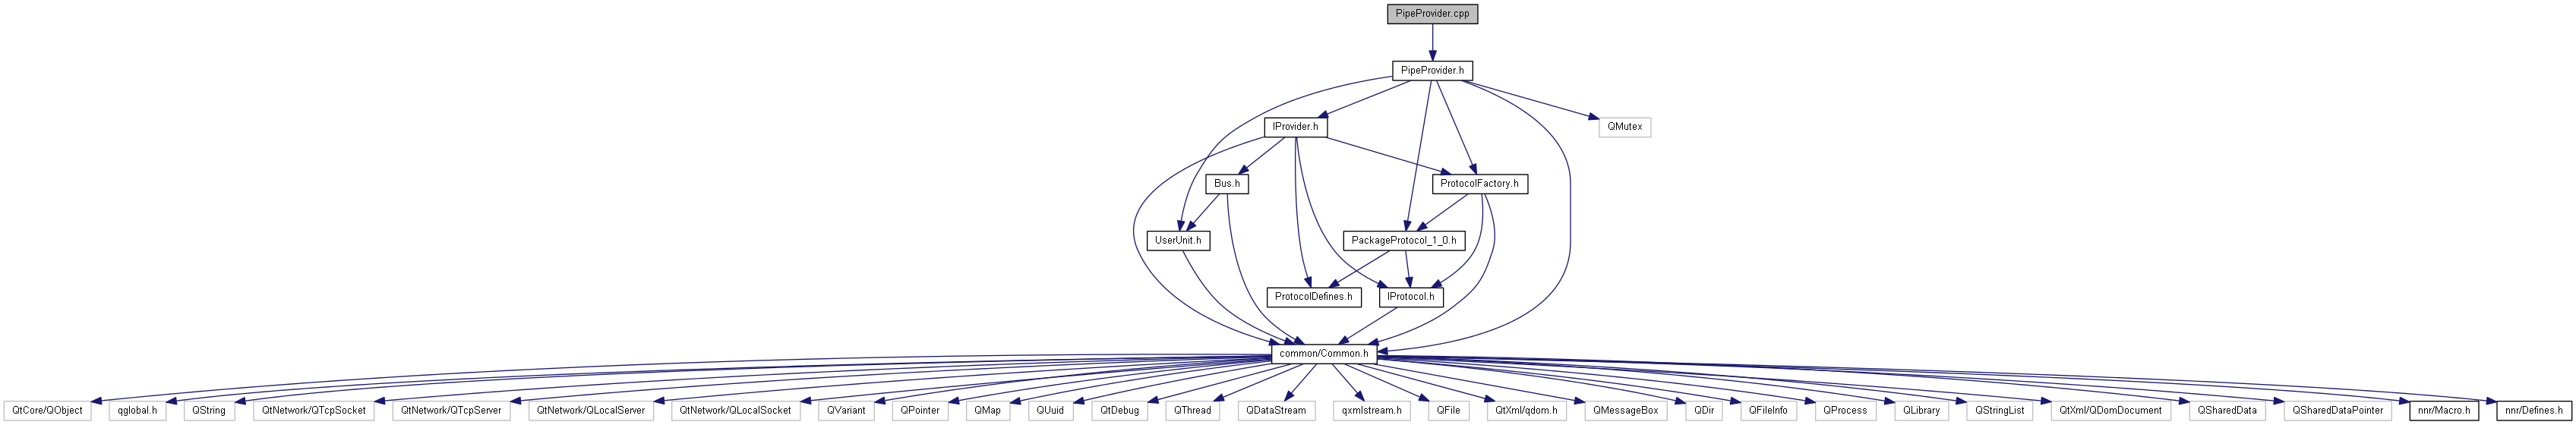 PipeProvider.cpp
PipeProvider.h
IProvider.h
QMutex
Bus.h
ProtocolFactory.h
UserUnit.h
PackageProtocol_1_0.h
ProtocolDefines.h
IProtocol.h
common/Common.h
QtCore/QObject
qglobal.h
QString
QtNetwork/QTcpSocket
QtNetwork/QTcpServer
QtNetwork/QLocalServer
QtNetwork/QLocalSocket
QVariant
QPointer
QMap
QUuid
QtDebug
QThread
QDataStream
qxmlstream.h
QFile
QtXml/qdom.h
QMessageBox
QDir
QFileInfo
QProcess
QLibrary
QStringList
QtXml/QDomDocument
QSharedData
QSharedDataPointer
nnr/Macro.h
nnr/Defines.h